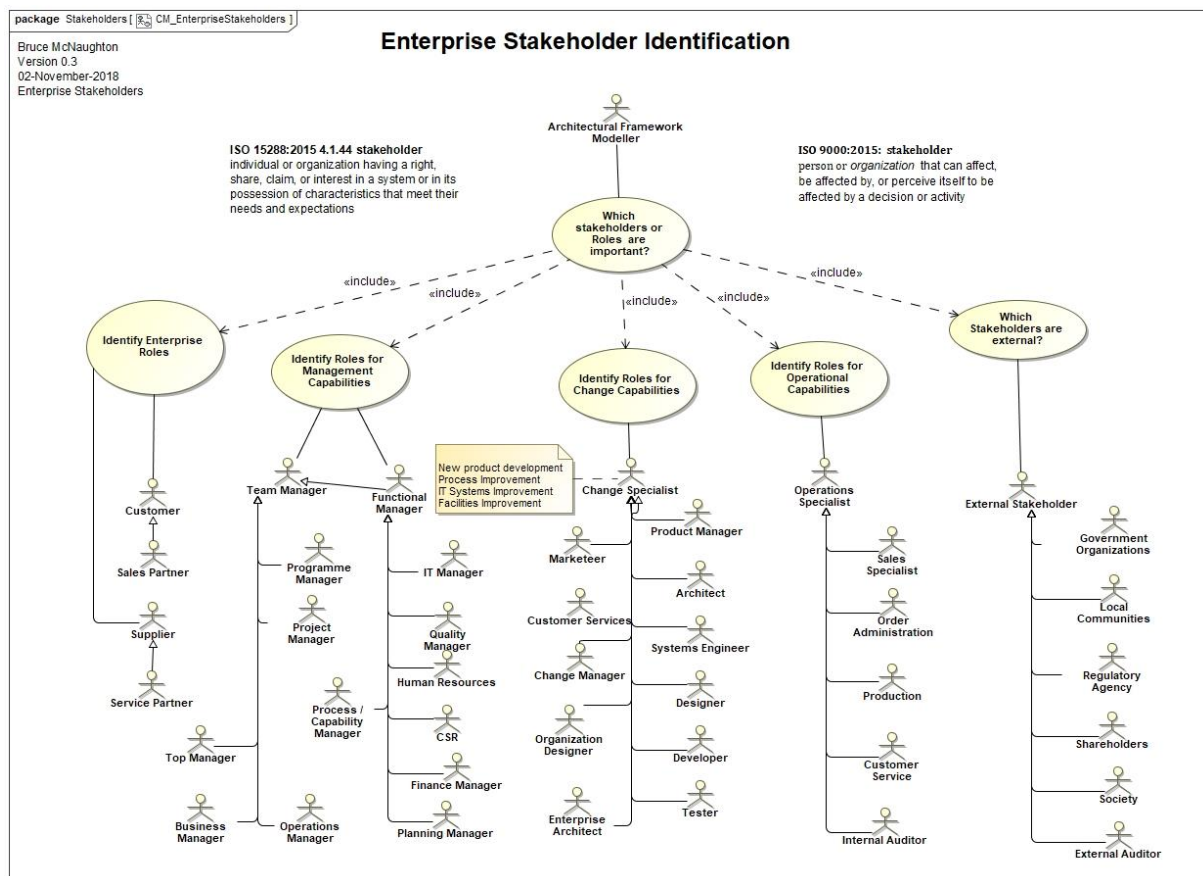 package Stakeholders [ CM_EnterpriseStakeholders ]
Bruce McNaughton
Version 0.3
02-November-2018
Enterprise Stakeholders
Enterprise Stakeholder Identification
Architectural Framework
Modeller
ISO 15288:2015 4.1.44 stakeholder
individual or organization having a right,
share, claim, or interest in a system or in its
possession of characteristics that meet their
needs and expectations
ISO 9000:2015: stakeholder
person or organization that can affect,
be affected by, or perceive itself to be
affected by a decision or activity
Which
stakeholders or
Roles are
important?
«include»
«include»
«include»
«include»
«include»
Identify Enterprise
Roles
Identify Roles for
Management
Capabilities
Identify Roles for
Change Capabilities
Identify Roles for
Operational
Capabilities
Which
Stakeholders are
external?
New product development
Process Improvement
IT Systems Improvement
Facilities Improvement
Customer
Sales Partner
Supplier
Service Partner
Team Manager
Functional
Manager
Programme
Manager
Project
Manager
Top Manager
Business
Manager
Operations
Manager
IT Manager
Quality
Manager
Human Resources
Process /
Capability
Manager
CSR
Finance Manager
Planning Manager
Change Specialist
Product Manager
Marketeer
Architect
Customer Services
Systems Engineer
Change Manager
Designer
Organization
Designer
Developer
Enterprise
Architect
Tester
Operations
Specialist
Sales
Specialist
Order
Administration
Production
Customer
Service
Internal Auditor
External Stakeholder
Government
Organizations
Local
Communities
Regulatory
Agency
Shareholders
Society
External Auditor